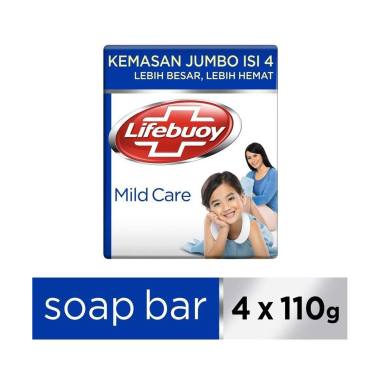 KEMASAN JUMBO ISI 4
LEBIH BESAR, LEBIH HEMAT
Lifebuoy
Mild Care
soap bar
4 x 110g